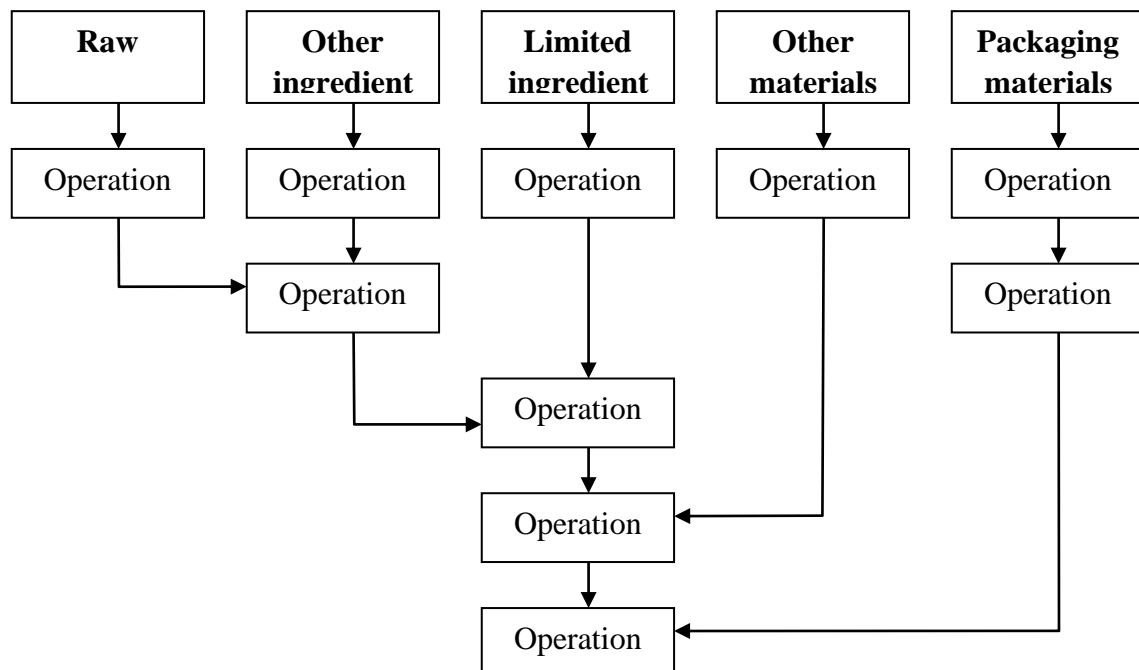 Raw
Other
ingredient
Limited
ingredient
Other
materials
Packaging
materials
Operation
Operation
Operation
Operation
Operation
Operation
Operation
Operation
Operation
Operation